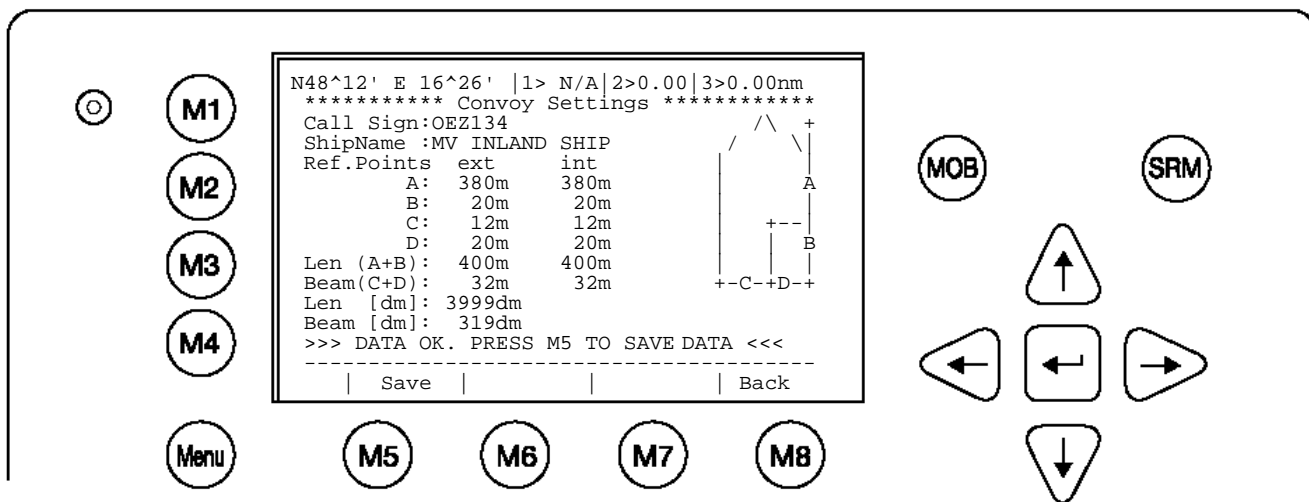 N48^12' E 16^26' |1> N/A|2>0.00|3>0.00nm
*********** Convoy Settings ************
Call Sign:OEZ134 /\ +
ShipName :MV INLAND SHIP / \|
Ref.Points ext int | |
A: 380m 380m | A
B: 20m 20m | |
C: 12m 12m | +--|
D: 20m 20m | | B
Len (A+B): 400m 400m | | |
Beam(C+D): 32m 32m +-C-+D-+
Len [dm]: 3999dm
Beam [dm]: 319dm
>>> DATA OK. PRESS M5 TO SAVE DATA <<<
----------------------------------------
| Save | | | Back
M1
M2
M3
M4
Menu
M5
M6
M7
M8
MOB
SRM